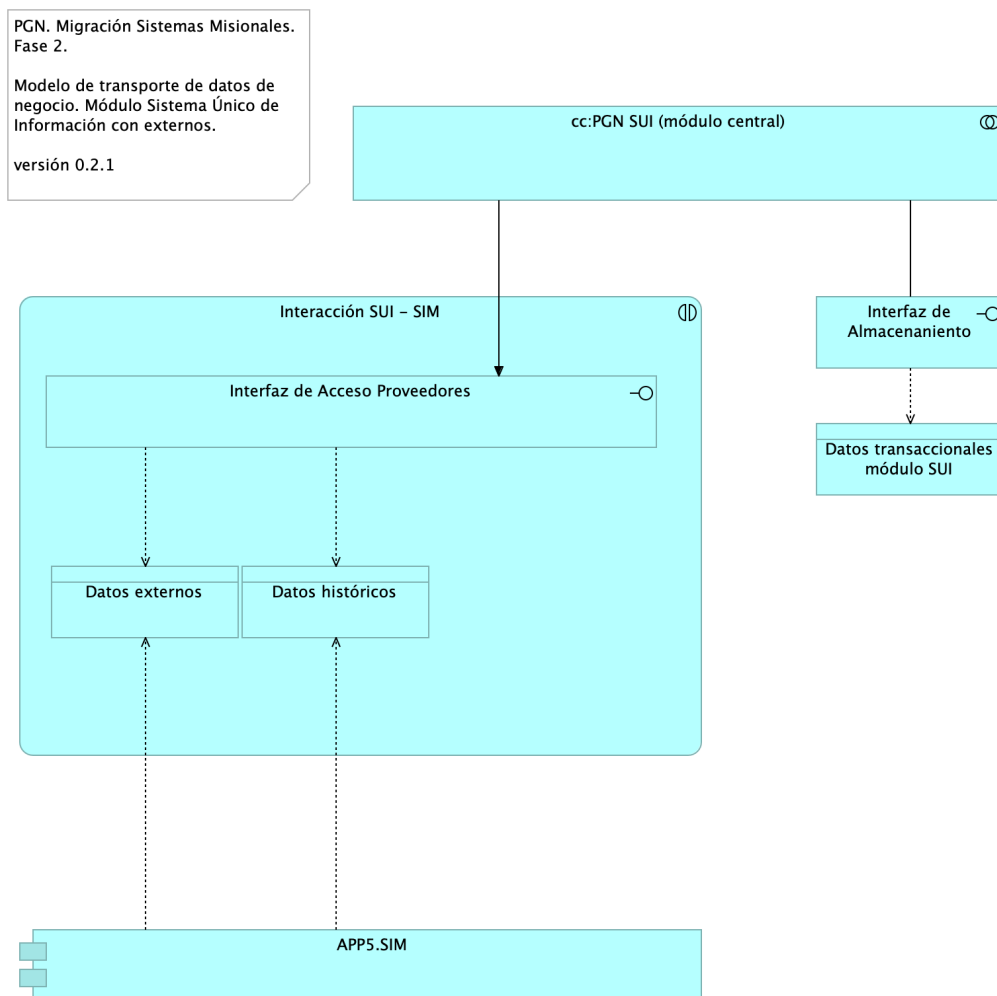 PGN. Migración Sistemas Misionales.
Fase 2.
Modelo de transporte de datos de
negocio. Módulo Sistema Único de
Información con externos.
versión 0.2.1
cc:PGN SUI (módulo central)
Interacción SUI – SIM
Interfaz de
Almacenaniento
Interfaz de Acceso Proveedores
Datos transaccionales
módulo SUI
Datos externos
Datos históricos
APP5.SIM